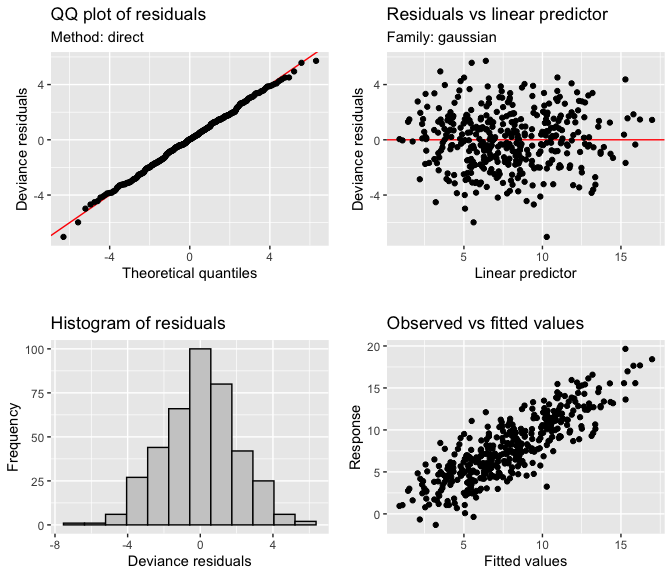 QQ plot of residuals
Method: direct
4
0
-4
Deviance residuals
-4
0
4
Theoretical quantiles
Residuals vs linear predictor
Family: gaussian
4
0
-4
Deviance residuals
5
10
15
Linear predictor
Histogram of residuals
100
75
50
25
0
Frequency
-8
-4
0
4
Deviance residuals
Observed vs fitted values
20
15
10
5
0
Response
5
10
15
Fitted values